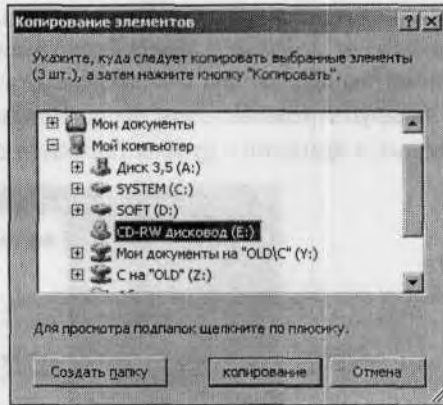 Копирование элементов
Укажите, куда следует копировать выбранные элементы
(3 шт.), а затем нажмите кнопку "Копировать".
Мои документы
Мой компьютер
Диск 3,5 (A:)
SYSTEM (C:)
SOFT (D:)
CD-RW дисковод (E:)
Мои документы на "OLD\C" (Y:)
C на "OLD" (Z:)
Для просмотра подпапок щелкните по плюсику.
Создать папку
копирование
Отмена